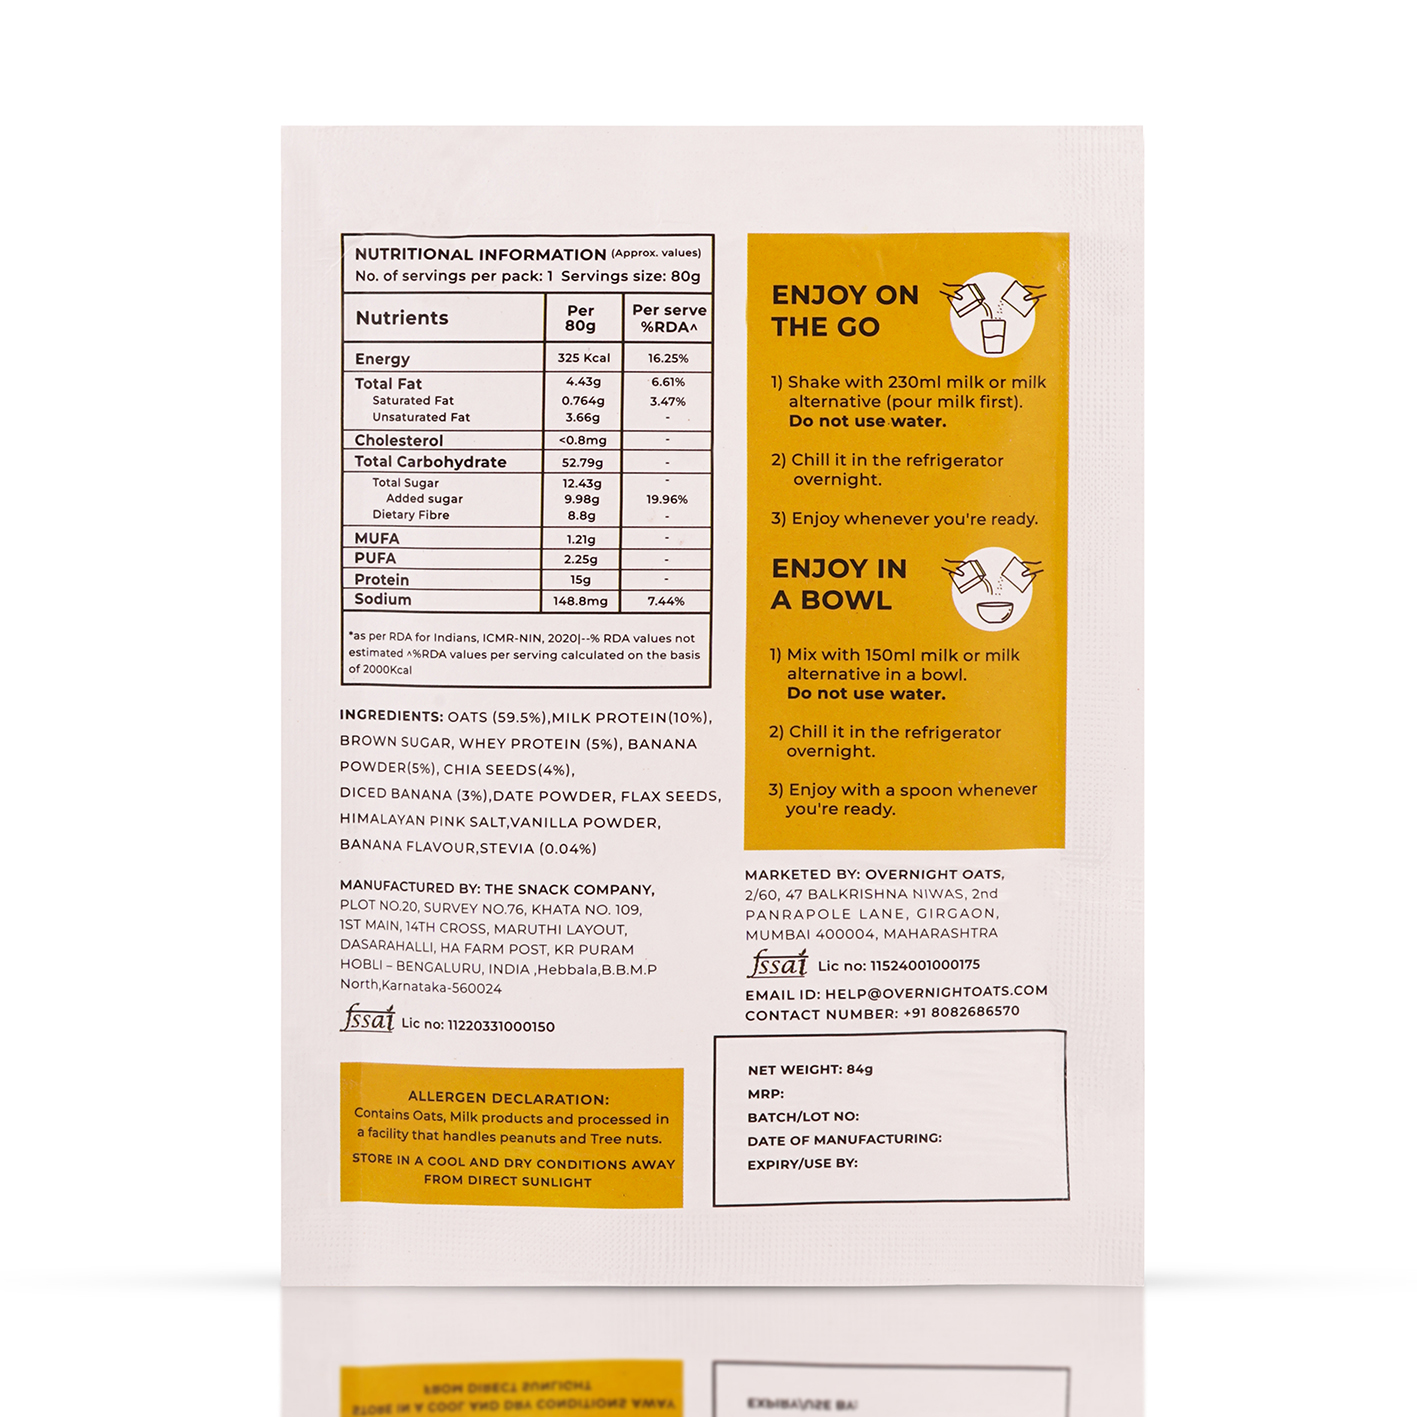 NUTRITIONAL INFORMATION (Approx. values)
No. of servings per pack: 1 Servings size: 80g
Nutrients Per 80g Per serve %RDA^
Energy 325 Kcal 16.25%
Total Fat 4.43g 6.61%
Saturated Fat 0.764g 3.47%
Unsaturated Fat 3.66g -
Cholesterol <0.8mg -
Total Carbohydrate 52.79g -
Total Sugar 12.43g -
Added sugar 9.98g 19.96%
Dietary Fibre 8.8g -
MUFA 1.21g -
PUFA 2.25g -
Protein 15g -
Sodium 148.8mg 7.44%
*as per RDA for Indians, ICMR-NIN, 2020|--% RDA values not
estimated ^%RDA values per serving calculated on the basis
of 2000Kcal
INGREDIENTS: OATS (59.5%),MILK PROTEIN(10%),
BROWN SUGAR, WHEY PROTEIN (5%), BANANA
POWDER(5%), CHIA SEEDS(4%),
DICED BANANA (3%),DATE POWDER, FLAX SEEDS,
HIMALAYAN PINK SALT,VANILLA POWDER,
BANANA FLAVOUR,STEVIA (0.04%)
MANUFACTURED BY: THE SNACK COMPANY,
PLOT NO.20, SURVEY NO.76, KHATA NO. 109,
1ST MAIN, 14TH CROSS, MARUTHI LAYOUT,
DASARAHALLI, HA FARM POST, KR PURAM
HOBLI – BENGALURU, INDIA ,Hebbala,B.B.M.P
North,Karnataka-560024
fssai Lic no: 11220331000150
ALLERGEN DECLARATION:
Contains Oats, Milk products and processed in
a facility that handles peanuts and Tree nuts.
STORE IN A COOL AND DRY CONDITIONS AWAY
FROM DIRECT SUNLIGHT
ENJOY ON
THE GO
1) Shake with 230ml milk or milk
alternative (pour milk first).
Do not use water.
2) Chill it in the refrigerator
overnight.
3) Enjoy whenever you're ready.
ENJOY IN
A BOWL
1) Mix with 150ml milk or milk
alternative in a bowl.
Do not use water.
2) Chill it in the refrigerator
overnight.
3) Enjoy with a spoon whenever
you're ready.
MARKETED BY: OVERNIGHT OATS,
2/60, 47 BALKRISHNA NIWAS, 2nd
PANRAPOLE LANE, GIRGAON,
MUMBAI 400004, MAHARASHTRA
fssai Lic no: 11524001000175
EMAIL ID: HELP@OVERNIGHTOATS.COM
CONTACT NUMBER: +91 8082686570
NET WEIGHT: 84g
MRP:
BATCH/LOT NO:
DATE OF MANUFACTURING:
EXPIRY/USE BY: